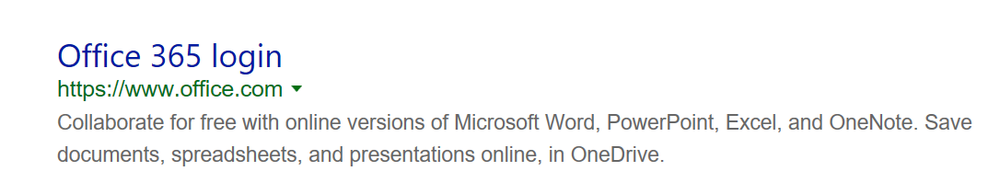 Office 365 login
https://www.office.com
Collaborate for free with online versions of Microsoft Word, PowerPoint, Excel, and OneNote. Save
documents, spreadsheets, and presentations online, in OneDrive.